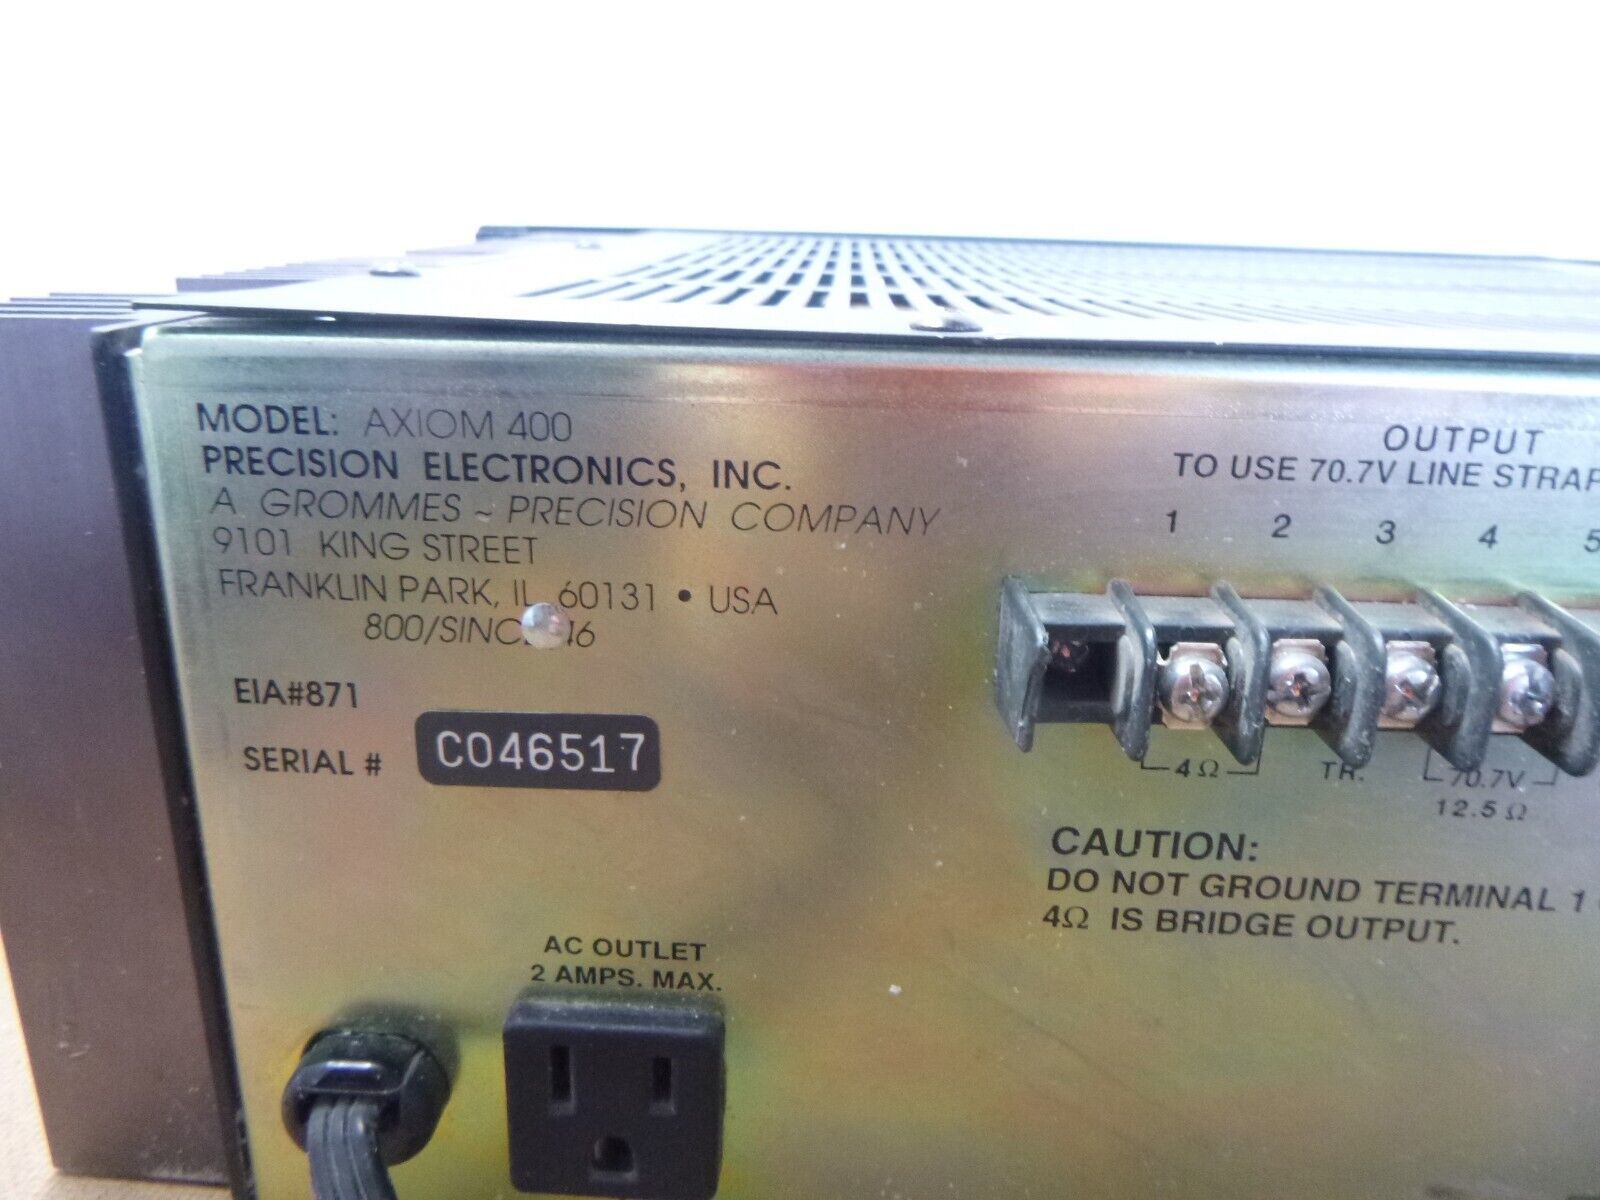 MODEL: AXIOM 400
PRECISION ELECTRONICS, INC.
A GROMMES ~ PRECISION COMPANY
9101 KING STREET
FRANKLIN PARK, IL 60131 • USA
EIA#871
SERIAL # C046517
AC OUTLET
2 AMPS. MAX.
OUTPUT
TO USE 70.7V LINE STRAP
1 2 3 4 5
4Ω TR. 70.7V
12.5 Ω
CAUTION:
DO NOT GROUND TERMINAL 1
4Ω IS BRIDGE OUTPUT.